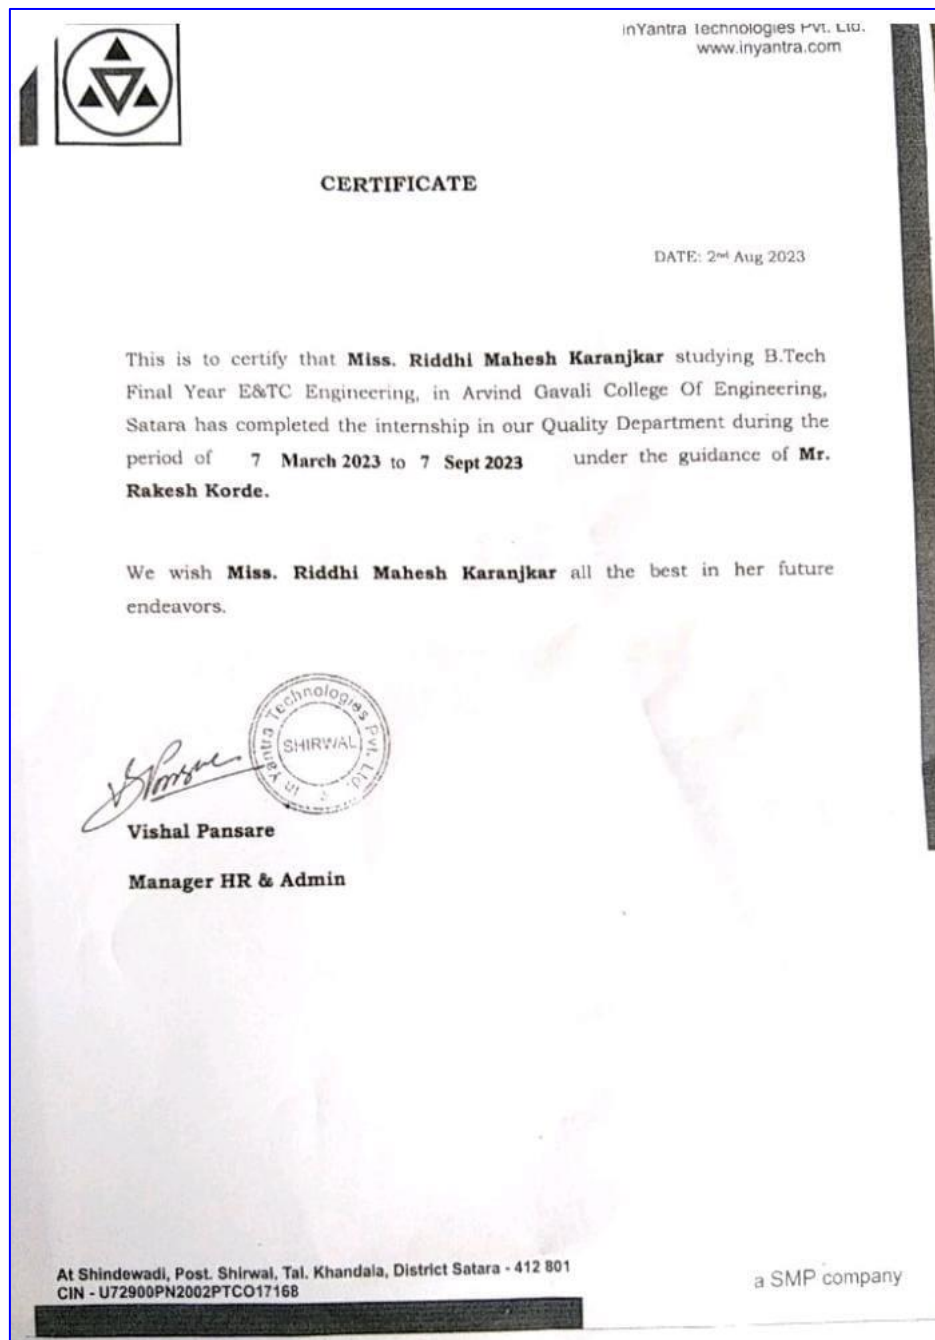 inYantra Technologies Pvt. Ltd.
www.inyantra.com
CERTIFICATE
DATE: 2nd Aug 2023
This is to certify that Miss. Riddhi Mahesh Karanjkar studying B.Tech
Final Year E&TC Engineering, in Arvind Gavali College Of Engineering,
Satara has completed the internship in our Quality Department during the
period of 7 March 2023 to 7 Sept 2023 under the guidance of Mr.
Rakesh Korde.
We wish Miss. Riddhi Mahesh Karanjkar all the best in her future
endeavors.
In Yantra Technologies Pvt. Ltd.
SHIRWAL
Vishal Pansare
Manager HR & Admin
At Shindewadi, Post. Shirwal, Tal. Khandala, District Satara - 412 801
CIN - U72900PN2002PTCO17168
a SMP company